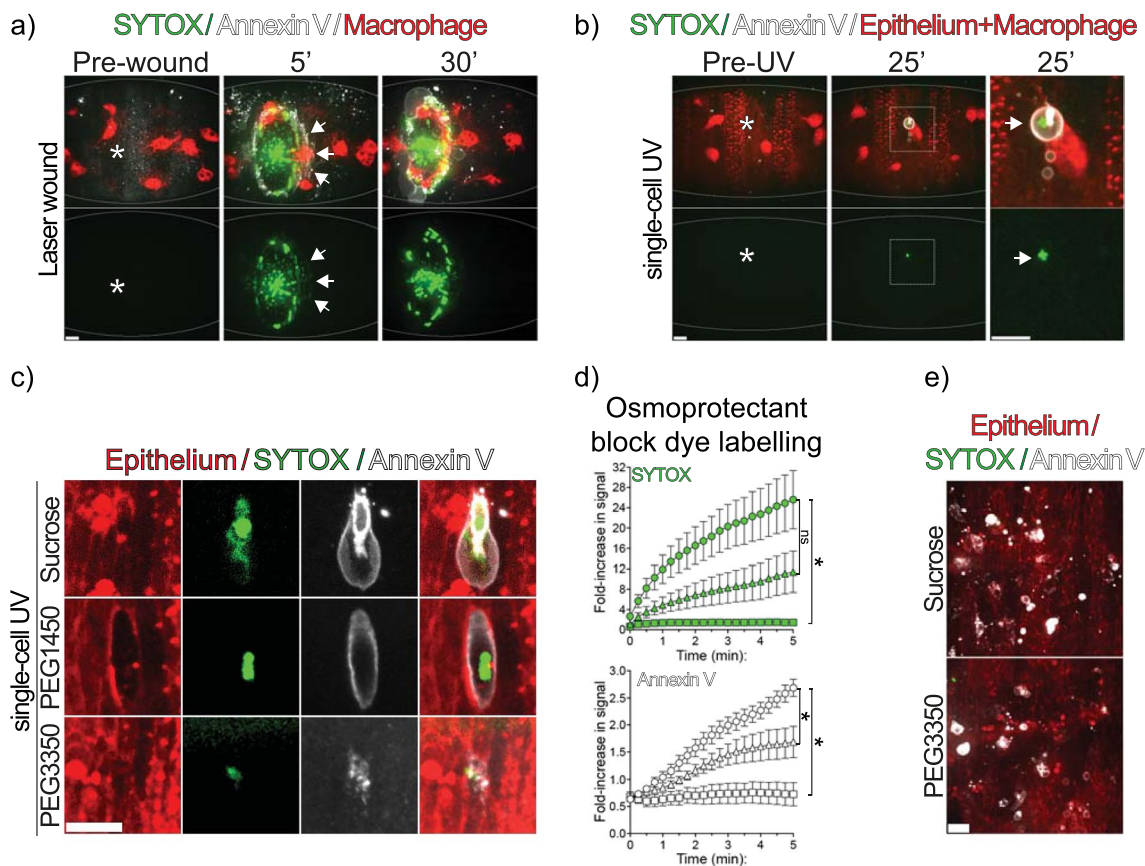 a)
SYTOX/Annexin V/Macrophage
Pre-wound 5' 30'
Laser wound
*
*
b)
SYTOX/Annexin V/Epithelium+Macrophage
Pre-UV 25' 25'
single-cell UV
*
*
c)
Epithelium/SYTOX/Annexin V
single-cell UV
Sucrose
PEG1450
PEG3350
d)
Osmoprotectant
block dye labelling
SYTOX
Fold-increase in signal
32
28
24
20
16
12
8
4
0
0 1 2 3 4 5
Time (min):
ns
*
Annexin V
Fold-increase in signal
3.0
2.5
2.0
1.5
1.0
0.5
0.0
0 1 2 3 4 5
Time (min):
*
*
e)
Epithelium/
SYTOX/Annexin V
Sucrose
PEG3350